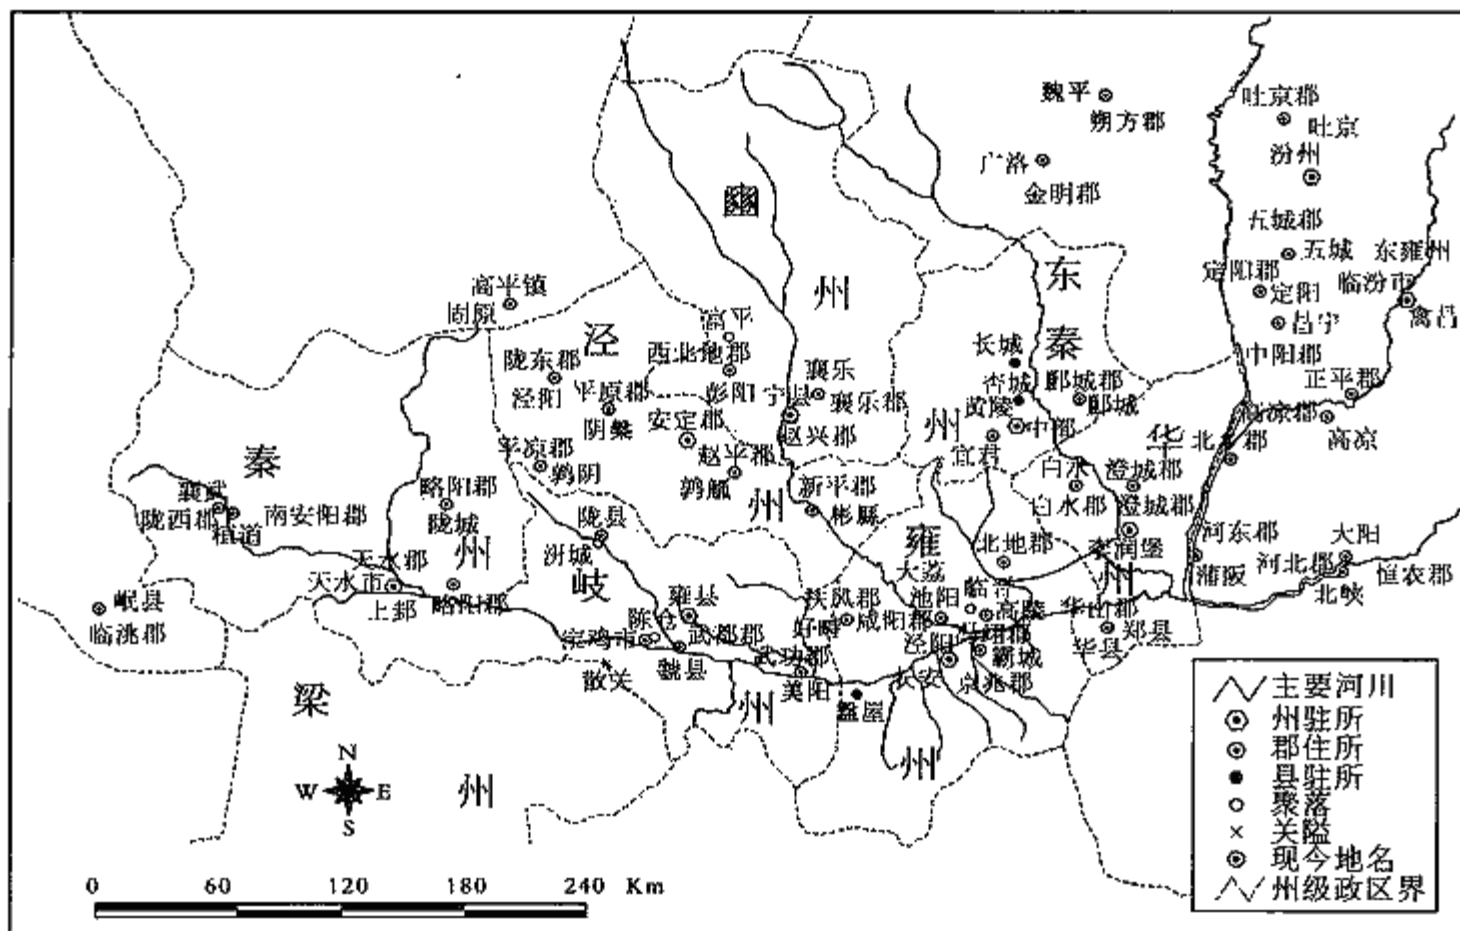 魏平
朔方郡
吐京郡
吐京
汾州
广洛
金明郡
豳
州
五城郡
五城
东雍州
定阳郡
定阳
临汾市
禽昌
昌宁
中阳郡
正平郡
高凉郡
高凉
东
秦
州
长城
杏城
黄陵
中部
宜君
鄜城郡
鄜城
高平镇
固原
泾
州
高平
西北地郡
彭阳
陇东郡
泾阳
平原郡
阴槃
安定郡
平凉郡
鹑阴
赵平郡
鹑觚
宁县
赵兴郡
襄乐
襄乐郡
新平郡
彬县
华
州
白水
白水郡
澄城郡
澄城郡
李润堡
秦
州
襄武
陇西郡
桓道
南安阳郡
略阳郡
陇城
天水郡
天水市
上邽
略阳郡
岷县
临洮郡
陇县
汧城
岐
州
雍县
陈仓
宝鸡市
武都郡
魏县
散关
武功郡
美阳
盩厔
扶风郡
好畤
雍
州
大荔
北地郡
池阳
咸阳郡
泾阳
高陵
长安
霸城
京兆郡
华山郡
郑县
华县
河东郡
蒲阪
大阳
河北郡
北峡
恒农郡
梁
州
N
W
E
S
0
60
120
180
240
Km
主要河川
州驻所
郡住所
县驻所
聚落
关隘
现今地名
州级政区界